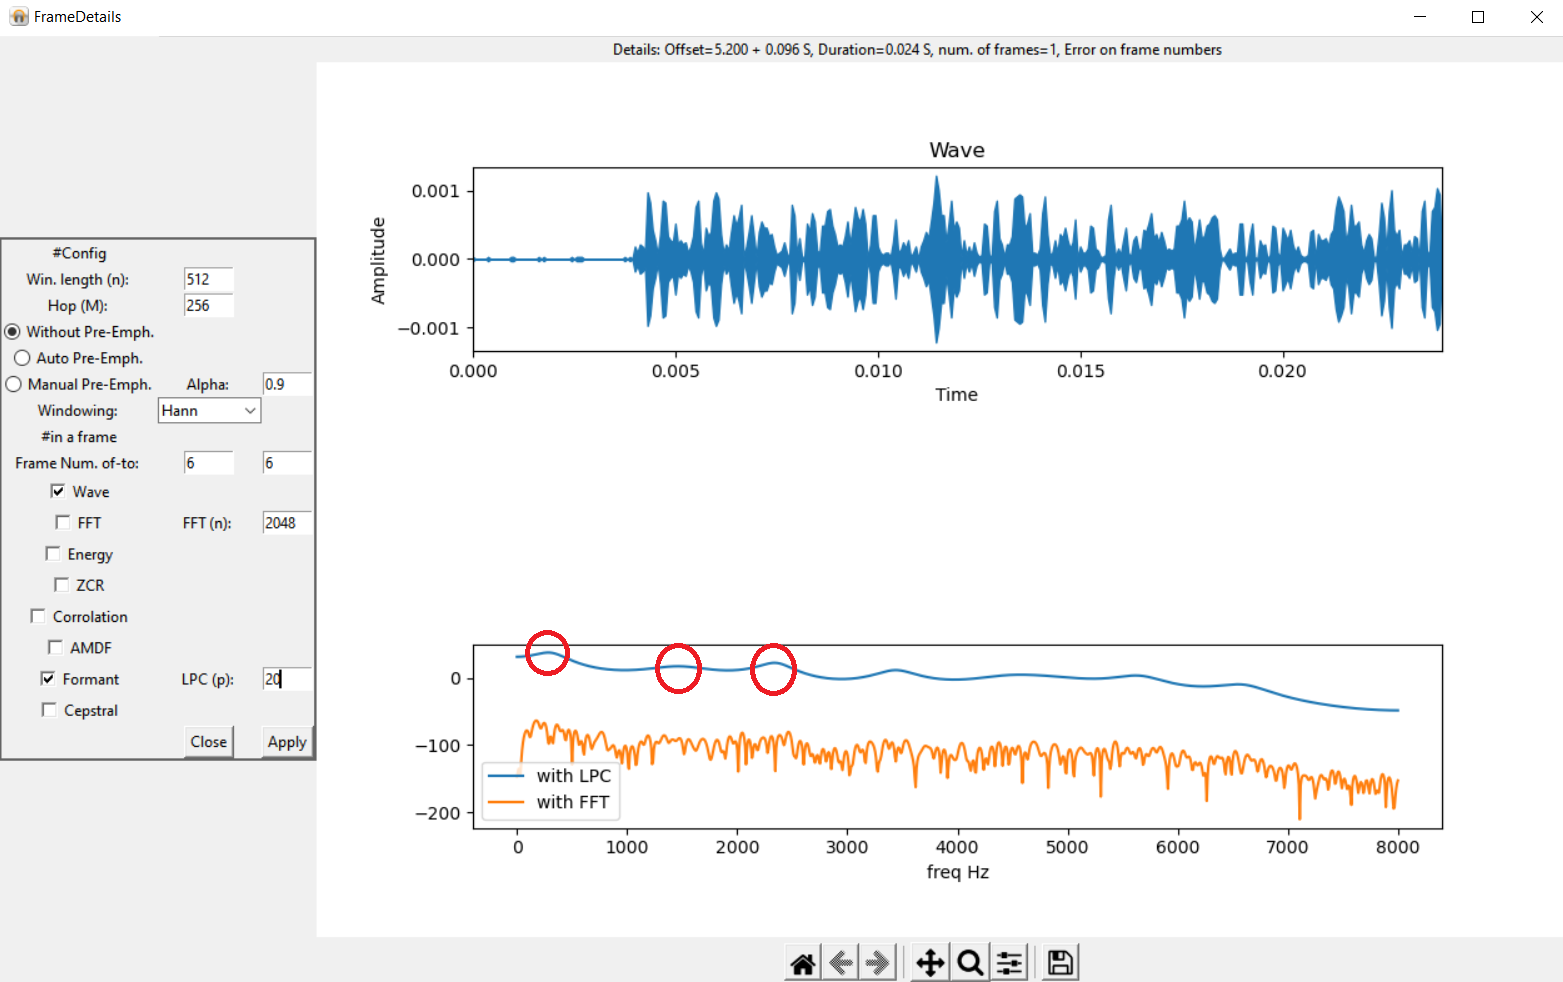 FrameDetails
Details: Offset=5.200 + 0.096 S, Duration=0.024 S, num. of frames=1, Error on frame numbers
#Config
Win. length (n): 512
Hop (M): 256
Without Pre-Emph.
Auto Pre-Emph.
Manual Pre-Emph. Alpha: 0.9
Windowing: Hann
#in a frame
Frame Num. of-to: 6 6
Wave
FFT FFT (n): 2048
Energy
ZCR
Corrolation
AMDF
Formant LPC (p): 20
Cepstral
Close Apply
Wave
Amplitude
0.001
0.000
−0.001
0.000 0.005 0.010 0.015 0.020
Time
0
−100
−200
with LPC
with FFT
0 1000 2000 3000 4000 5000 6000 7000 8000
freq Hz